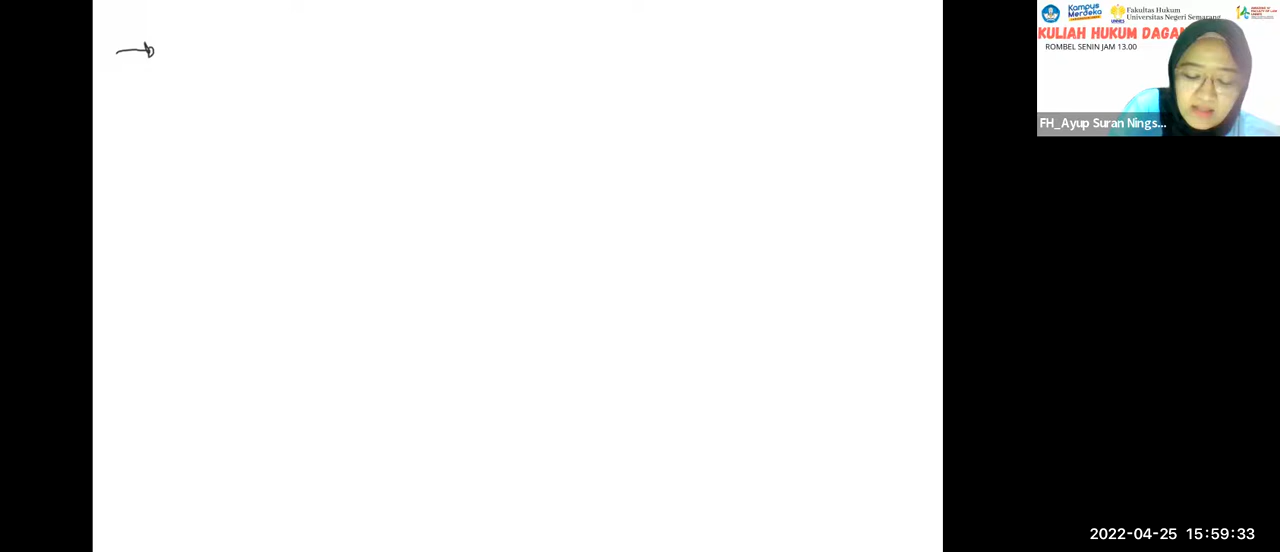 Kampus
Merdeka
UNNES
Fakultas Hukum
Universitas Negeri Semarang
KULIAH HUKUM DAGAN
ROMBEL SENIN JAM 13.00
FH_Ayup Suran Nings...
2022-04-25 15:59:33